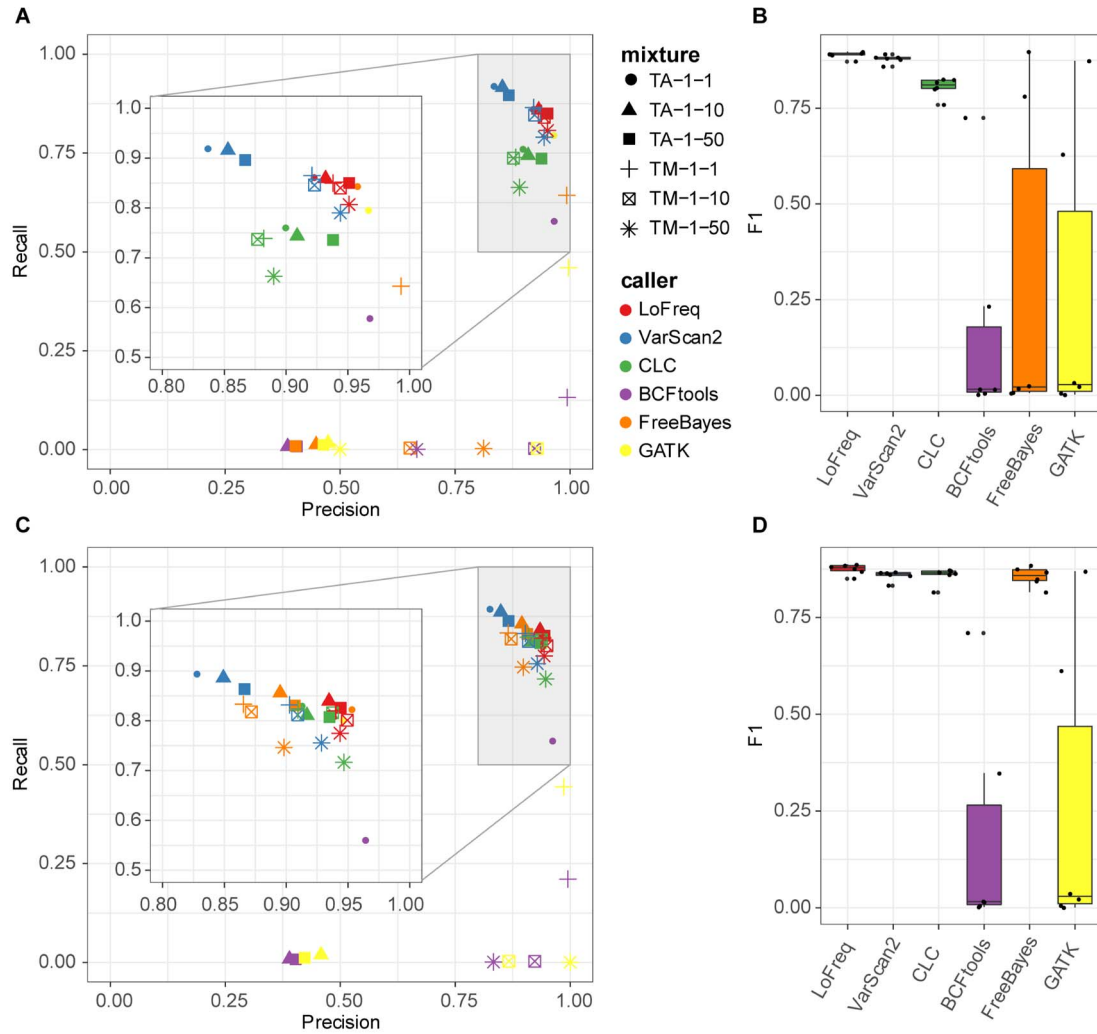 A
1.00
0.75
0.50
0.25
0.00
Recall
1.0
0.9
0.8
0.7
0.6
0.5
0.80 0.85 0.90 0.95 1.00
0.00 0.25 0.50 0.75 1.00
Precision
mixture
TA−1−1
TA−1−10
TA−1−50
TM−1−1
TM−1−10
TM−1−50
caller
LoFreq
VarScan2
CLC
BCFtools
FreeBayes
GATK
B
0.75
0.50
0.25
0.00
F1
LoFreq
VarScan2
CLC
BCFtools
FreeBayes
GATK
C
1.00
0.75
0.50
0.25
0.00
Recall
1.0
0.9
0.8
0.7
0.6
0.5
0.80 0.85 0.90 0.95 1.00
0.00 0.25 0.50 0.75 1.00
Precision
D
0.75
0.50
0.25
0.00
F1
LoFreq
VarScan2
CLC
BCFtools
FreeBayes
GATK